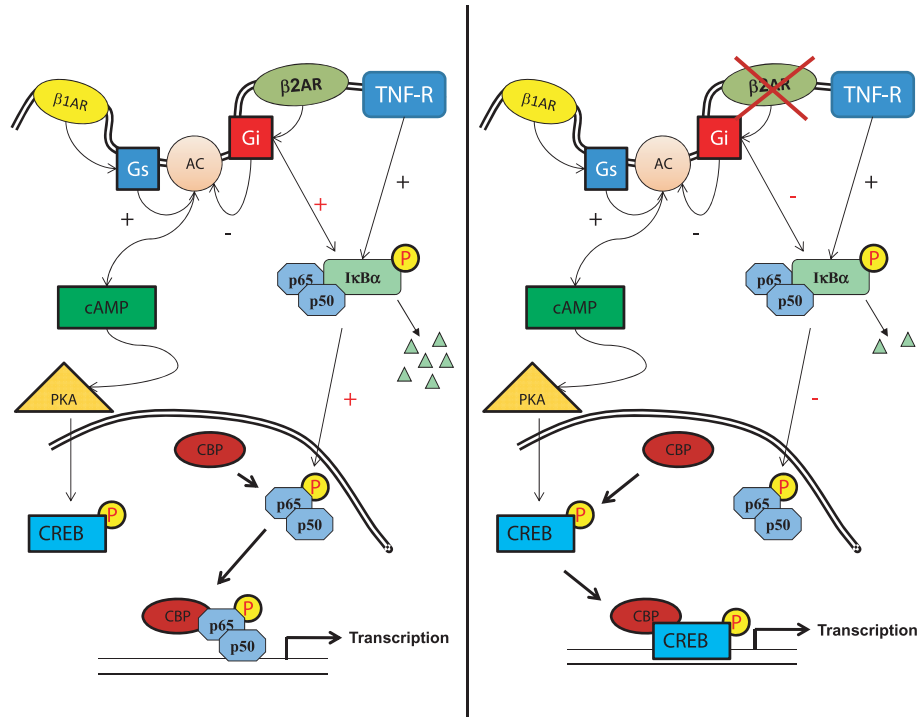 β1AR
β2AR
TNF-R
Gs
AC
Gi
+
-
+
+
p65
IκBα
P
p50
cAMP
PKA
+
CBP
P
p65
p50
P
CREB
CBP
p65
P
p50
Transcription
β1AR
β2AR
TNF-R
Gs
AC
Gi
+
-
-
+
p65
IκBα
P
p50
cAMP
PKA
-
CBP
P
p65
p50
P
CREB
CBP
P
CREB
Transcription